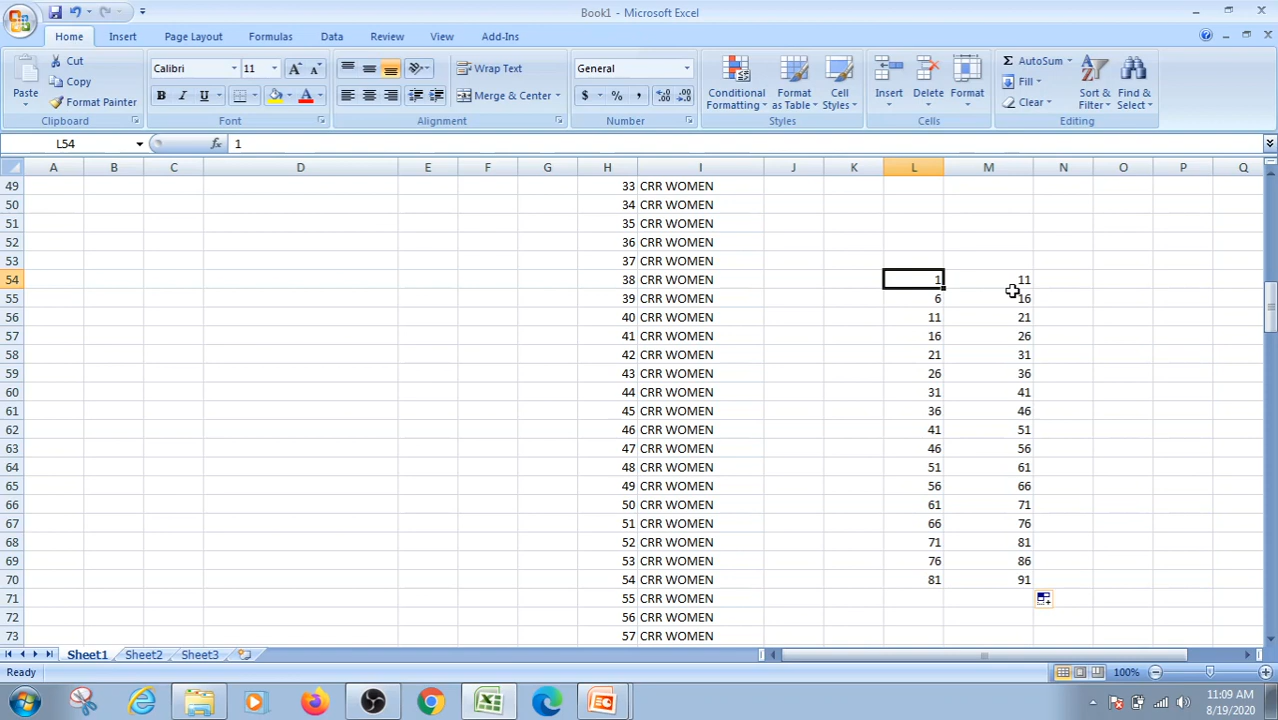 Book1 - Microsoft Excel
Home Insert Page Layout Formulas Data Review View Add-Ins
Cut Calibri 11 Wrap Text General AutoSum
Copy Fill
Paste Format Painter Merge & Center $ % , Conditional Formatting Format as Table Cell Styles Insert Delete Format Clear Sort & Filter Find & Select
Clipboard Font Alignment Number Styles Cells Editing
L54 fx 1
A B C D E F G H I J K L M N O P Q
49 33 CRR WOMEN
50 34 CRR WOMEN
51 35 CRR WOMEN
52 36 CRR WOMEN
53 37 CRR WOMEN
54 38 CRR WOMEN 1 11
55 39 CRR WOMEN 6 16
56 40 CRR WOMEN 11 21
57 41 CRR WOMEN 16 26
58 42 CRR WOMEN 21 31
59 43 CRR WOMEN 26 36
60 44 CRR WOMEN 31 41
61 45 CRR WOMEN 36 46
62 46 CRR WOMEN 41 51
63 47 CRR WOMEN 46 56
64 48 CRR WOMEN 51 61
65 49 CRR WOMEN 56 66
66 50 CRR WOMEN 61 71
67 51 CRR WOMEN 66 76
68 52 CRR WOMEN 71 81
69 53 CRR WOMEN 76 86
70 54 CRR WOMEN 81 91
71 55 CRR WOMEN
72 56 CRR WOMEN
73 57 CRR WOMEN
Sheet1 Sheet2 Sheet3
Ready 100%
11:09 AM
8/19/2020